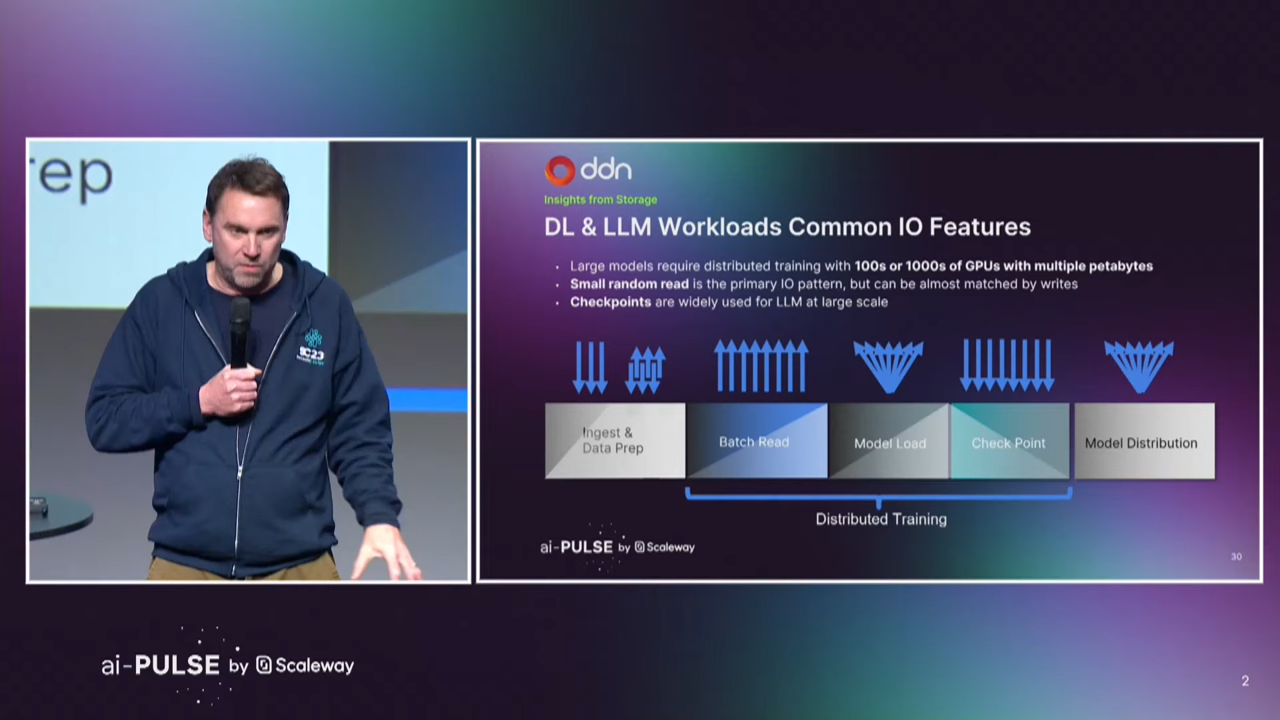 rep
SC23
ddn
Insights from Storage
DL & LLM Workloads Common IO Features
• Large models require distributed training with 100s or 1000s of GPUs with multiple petabytes
• Small random read is the primary IO pattern, but can be almost matched by writes
• Checkpoints are widely used for LLM at large scale
Ingest &
Data Prep
Batch Read
Model Load
Check Point
Model Distribution
Distributed Training
ai-PULSE by Scaleway
30
ai-PULSE by Scaleway
2